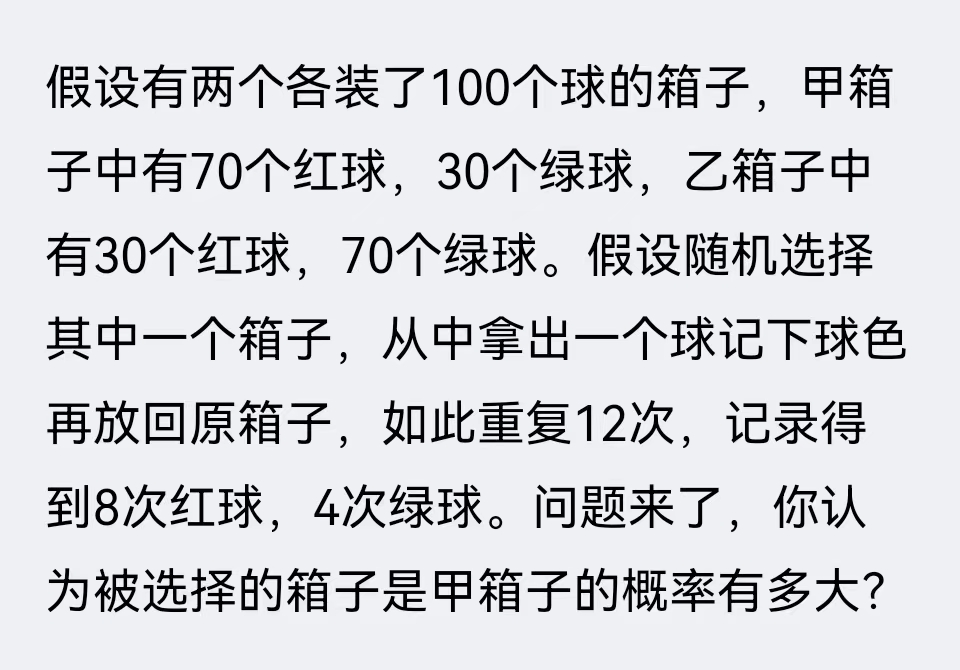 假设有两个各装了100个球的箱子，甲箱
子中有70个红球，30个绿球，乙箱子中
有30个红球，70个绿球。假设随机选择
其中一个箱子，从中拿出一个球记下球色
再放回原箱子，如此重复12次，记录得
到8次红球，4次绿球。问题来了，你认
为被选择的箱子是甲箱子的概率有多大？